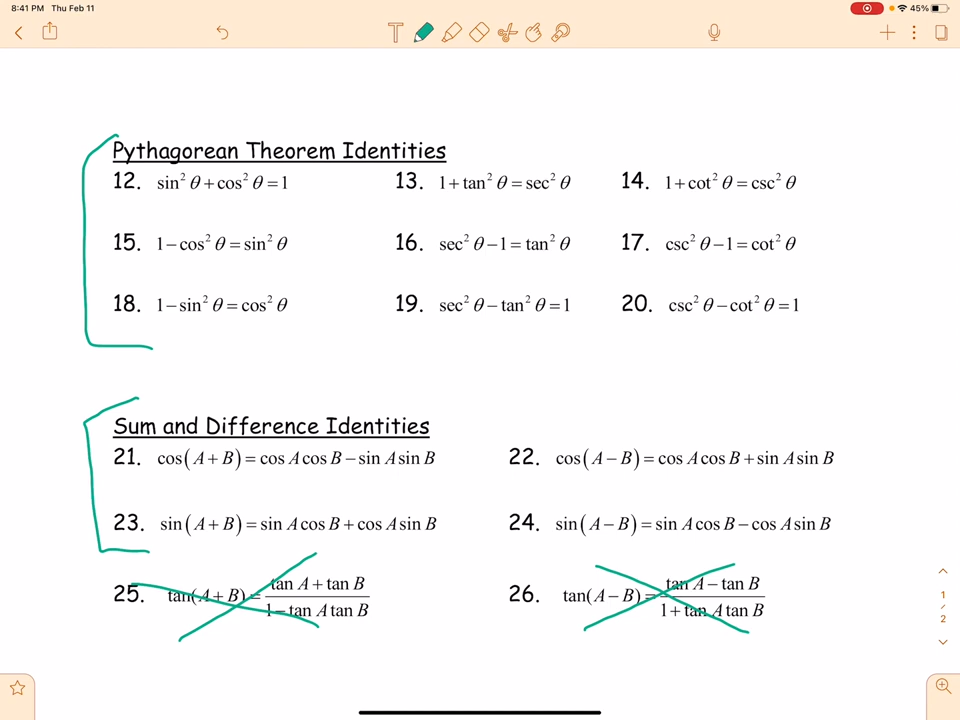 8:41 PM Thu Feb 11 45%
T
Pythagorean Theorem Identities
12. sin² θ + cos² θ = 1 13. 1 + tan² θ = sec² θ 14. 1 + cot² θ = csc² θ
15. 1 − cos² θ = sin² θ 16. sec² θ − 1 = tan² θ 17. csc² θ − 1 = cot² θ
18. 1 − sin² θ = cos² θ 19. sec² θ − tan² θ = 1 20. csc² θ − cot² θ = 1
Sum and Difference Identities
21. cos(A + B) = cos A cos B − sin A sin B 22. cos(A − B) = cos A cos B + sin A sin B
23. sin(A + B) = sin A cos B + cos A sin B 24. sin(A − B) = sin A cos B − cos A sin B
25. tan(A + B) = (tan A + tan B) / (1 − tan A tan B) 26. tan(A − B) = (tan A − tan B) / (1 + tan A tan B)
1
/
2